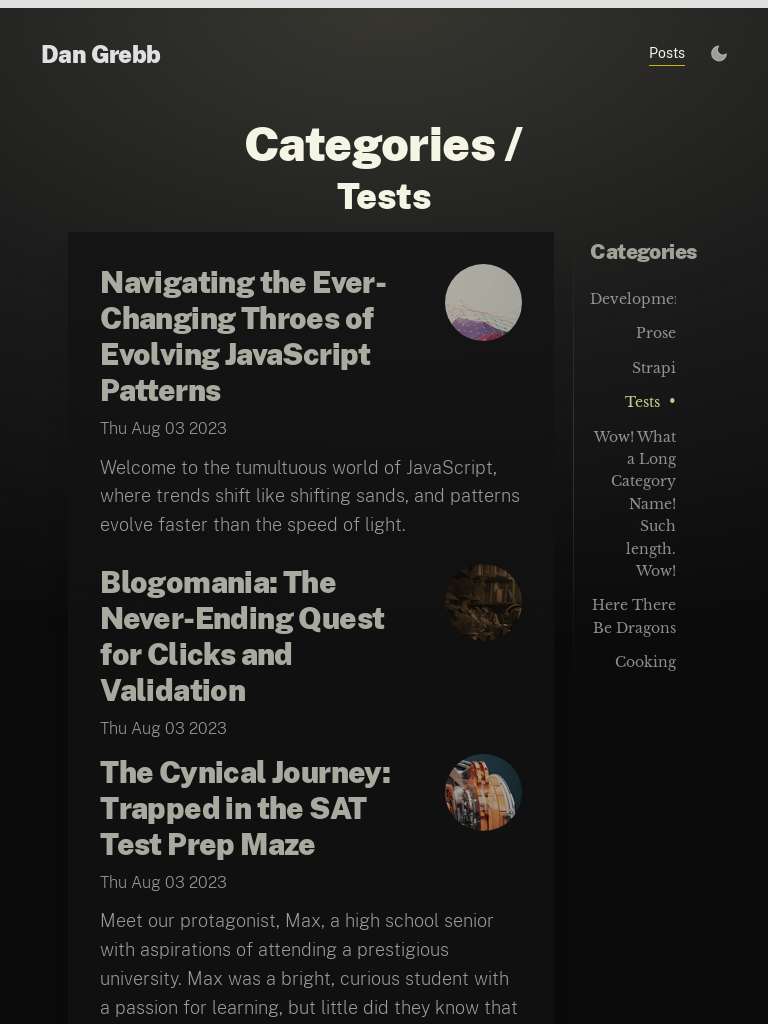 Dan Grebb
Posts
Categories /
Tests
Navigating the Ever-
Changing Throes of
Evolving JavaScript
Patterns
Thu Aug 03 2023
Welcome to the tumultuous world of JavaScript,
where trends shift like shifting sands, and patterns
evolve faster than the speed of light.
Blogomania: The
Never-Ending Quest
for Clicks and
Validation
Thu Aug 03 2023
The Cynical Journey:
Trapped in the SAT
Test Prep Maze
Thu Aug 03 2023
Meet our protagonist, Max, a high school senior
with aspirations of attending a prestigious
university. Max was a bright, curious student with
a passion for learning, but little did they know that
Categories
Prose
Strapi
Tests •
Wow! What
a Long
Category
Name!
Such
length.
Wow!
Here There
Be Dragons
Cooking